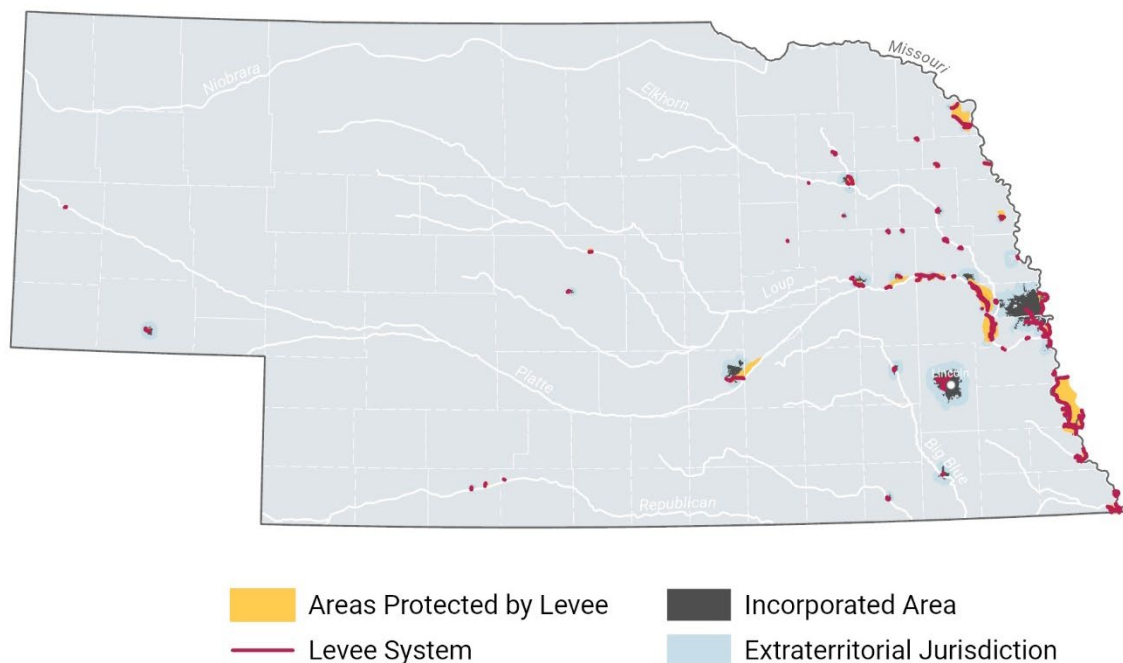 Missouri
Niobrara
Elkhorn
Loup
Platte
Lincoln
Big Blue
Republican
Areas Protected by Levee
Incorporated Area
Levee System
Extraterritorial Jurisdiction